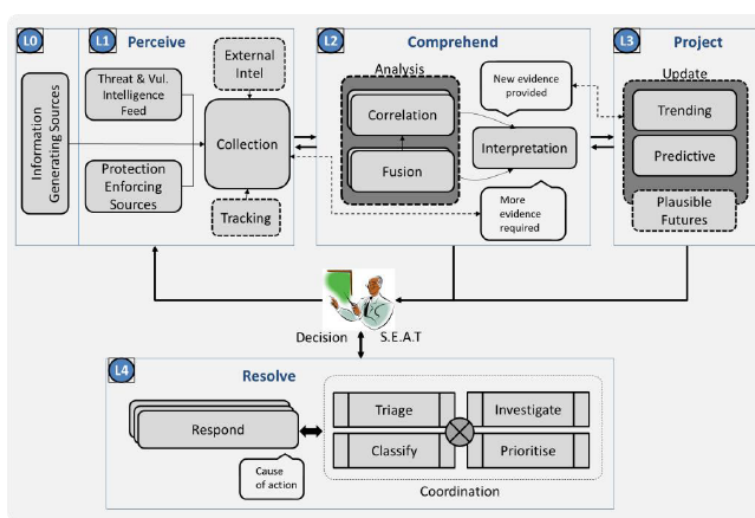 L0
L1
Perceive
L2
Comprehend
L3
Project
Information
Generating Sources
Threat & Vul.
Intelligence
Feed
Protection
Enforcing
Sources
External
Intel
Collection
Tracking
Analysis
Correlation
Fusion
New evidence
provided
Interpretation
More
evidence
required
Update
Trending
Predictive
Plausible
Futures
Decision
S.E.A.T
L4
Resolve
Respond
Cause
of action
Triage
Investigate
Classify
Prioritise
Coordination